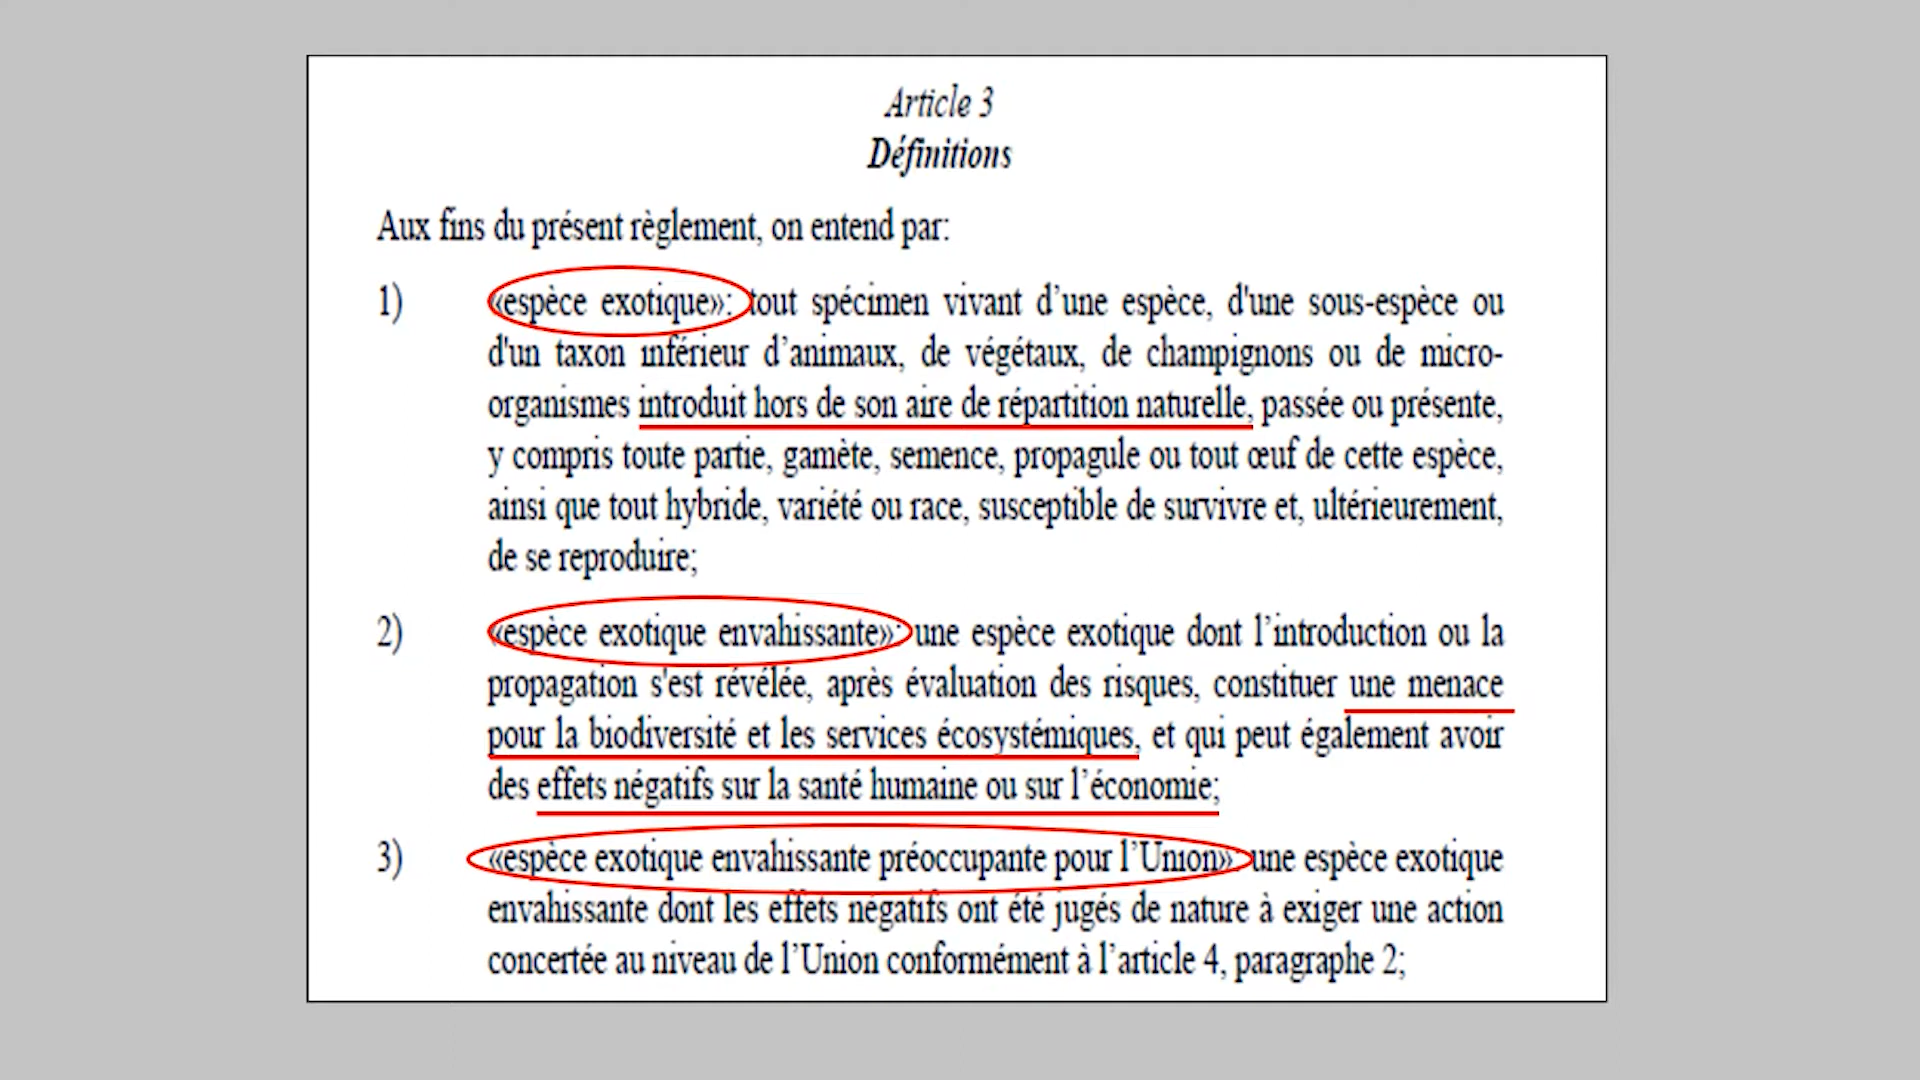 Article 3
Définitions
Aux fins du présent règlement, on entend par:
1) «espèce exotique»: tout spécimen vivant d’une espèce, d'une sous-espèce ou
d'un taxon inférieur d’animaux, de végétaux, de champignons ou de micro-
organismes introduit hors de son aire de répartition naturelle, passée ou présente,
y compris toute partie, gamète, semence, propagule ou tout œuf de cette espèce,
ainsi que tout hybride, variété ou race, susceptible de survivre et, ultérieurement,
de se reproduire;
2) «espèce exotique envahissante»: une espèce exotique dont l’introduction ou la
propagation s'est révélée, après évaluation des risques, constituer une menace
pour la biodiversité et les services écosystémiques, et qui peut également avoir
des effets négatifs sur la santé humaine ou sur l’économie;
3) «espèce exotique envahissante préoccupante pour l’Union»: une espèce exotique
envahissante dont les effets négatifs ont été jugés de nature à exiger une action
concertée au niveau de l’Union conformément à l’article 4, paragraphe 2;